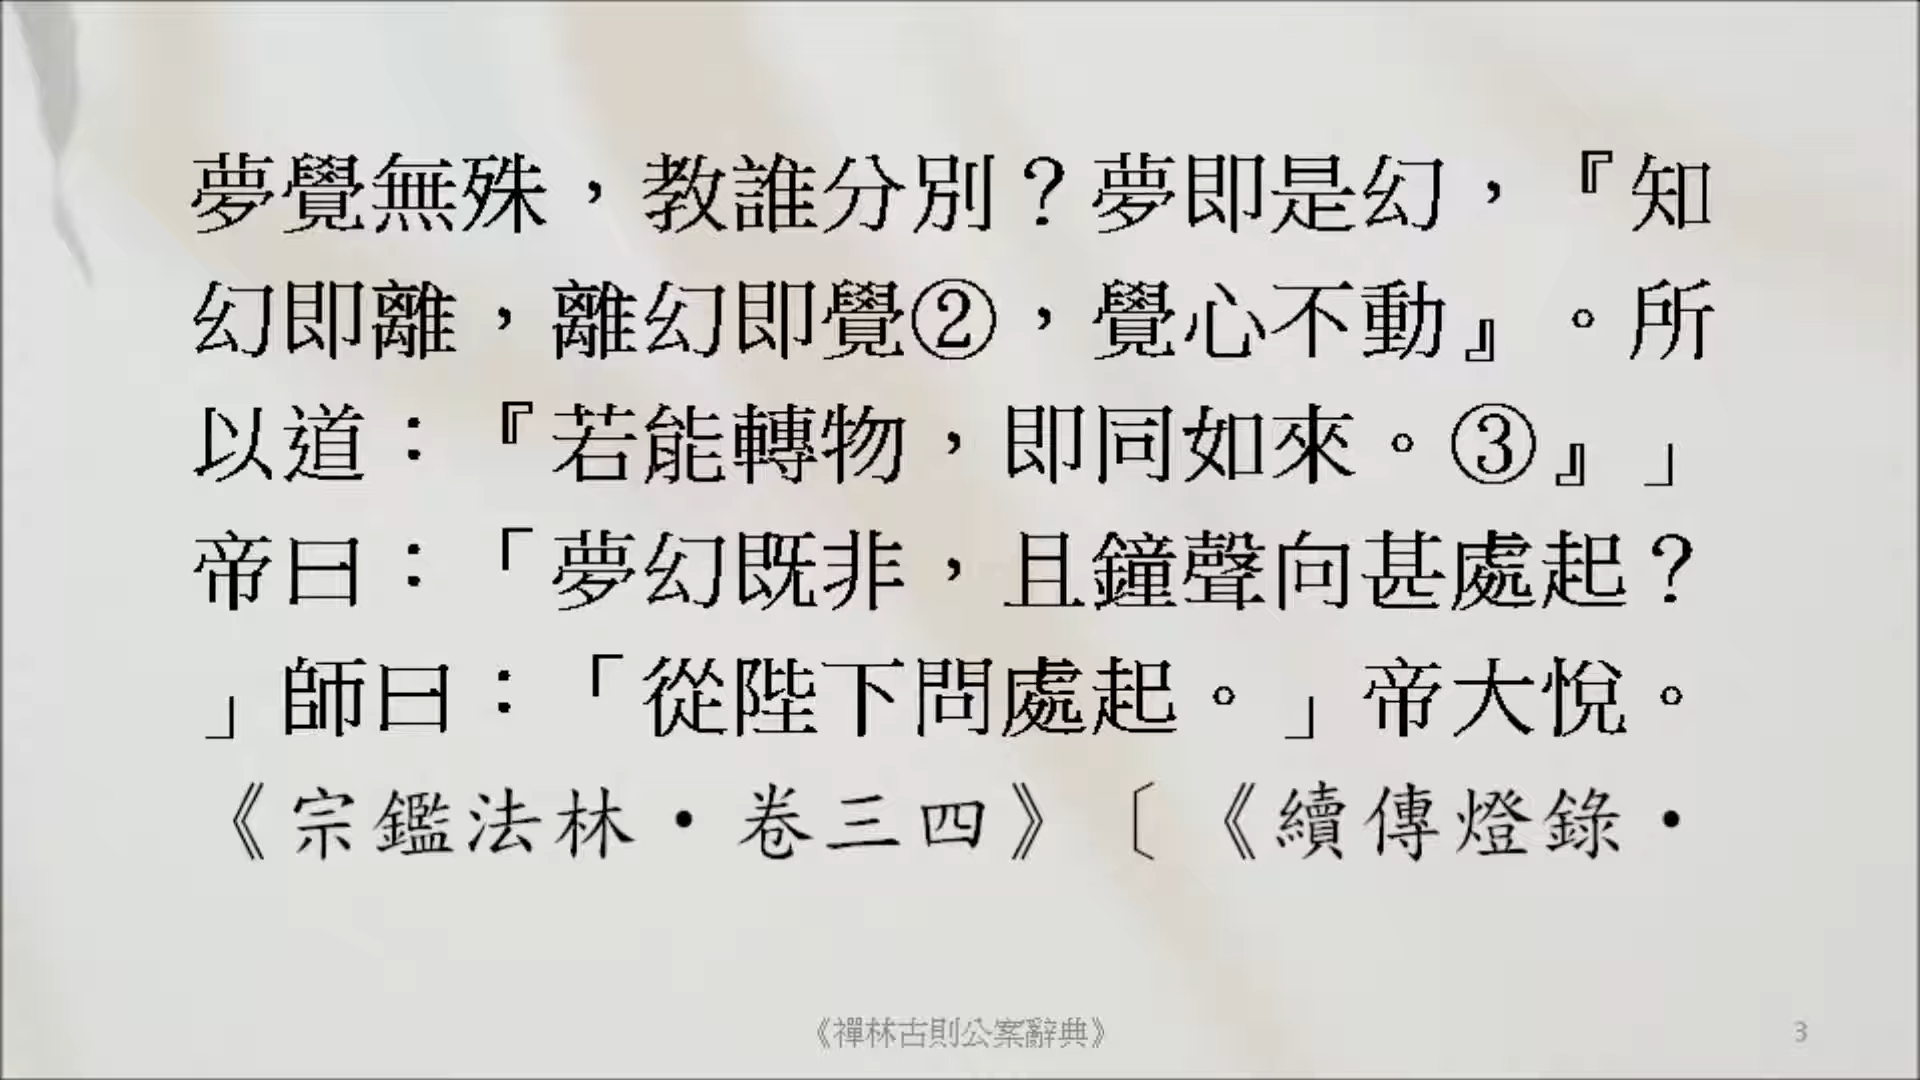 夢覺無殊，教誰分別？夢即是幻，『知
幻即離，離幻即覺②，覺心不動』。所
以道：『若能轉物，即同如來。③』」
帝曰：「夢幻既非，且鐘聲向甚處起？
」師曰：「從陛下問處起。」帝大悅。
《宗鑑法林·卷三四》〔《續傳燈錄·
《禪林古則公案辭典》
3